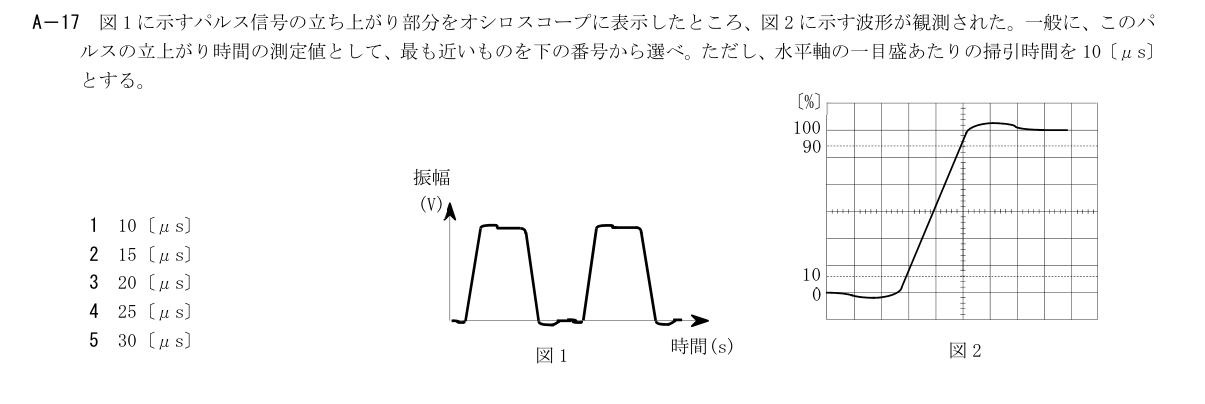 A－17　図１に示すパルス信号の立ち上がり部分をオシロスコープに表示したところ、図２に示す波形が観測された。一般に、このパ
ルスの立上がり時間の測定値として、最も近いものを下の番号から選べ。ただし、水平軸の一目盛あたりの掃引時間を 10〔μs〕
とする。
1　10〔μs〕
2　15〔μs〕
3　20〔μs〕
4　25〔μs〕
5　30〔μs〕
振幅
(V)
時間(s)
図１
〔%〕
100
90
10
0
図２